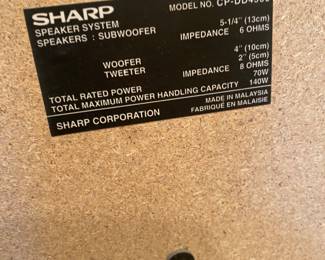 SHARP MODEL NO.
SPEAKER SYSTEM
SPEAKERS : SUBWOOFER 5-1/4" (13cm)
IMPEDANCE 6 OHMS
WOOFER 4" (10cm)
TWEETER 2" (5cm)
IMPEDANCE 8 OHMS
TOTAL RATED POWER 70W
TOTAL MAXIMUM POWER HANDLING CAPACITY 140W
SHARP CORPORATION MADE IN MALAYSIA
FABRIQUÉ EN MALAISIE